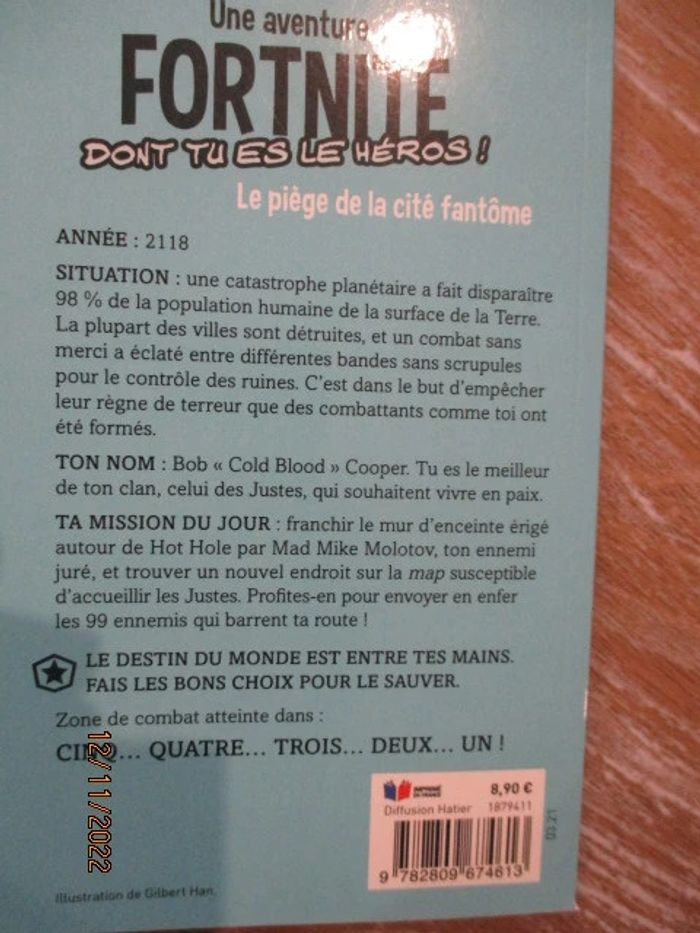 Une aventure
FORTNITE
DONT TU ES LE HÉROS !
Le piège de la cité fantôme
ANNÉE : 2118
SITUATION : une catastrophe planétaire a fait disparaître
98 % de la population humaine de la surface de la Terre.
La plupart des villes sont détruites, et un combat sans
merci a éclaté entre différentes bandes sans scrupules
pour le contrôle des ruines. C'est dans le but d'empêcher
leur règne de terreur que des combattants comme toi ont
été formés.
TON NOM : Bob « Cold Blood » Cooper. Tu es le meilleur
de ton clan, celui des Justes, qui souhaitent vivre en paix.
TA MISSION DU JOUR : franchir le mur d'enceinte érigé
autour de Hot Hole par Mad Mike Molotov, ton ennemi
juré, et trouver un nouvel endroit sur la map susceptible
d'accueillir les Justes. Profites-en pour envoyer en enfer
les 99 ennemis qui barrent ta route !
LE DESTIN DU MONDE EST ENTRE TES MAINS.
FAIS LES BONS CHOIX POUR LE SAUVER.
Zone de combat atteinte dans :
CINQ... QUATRE... TROIS... DEUX... UN !
12/11/2022
IMPRIMÉ EN FRANCE
8,90 €
Diffusion Hatier 1879411
03.21
9 782809 674613
Illustration de Gilbert Han.